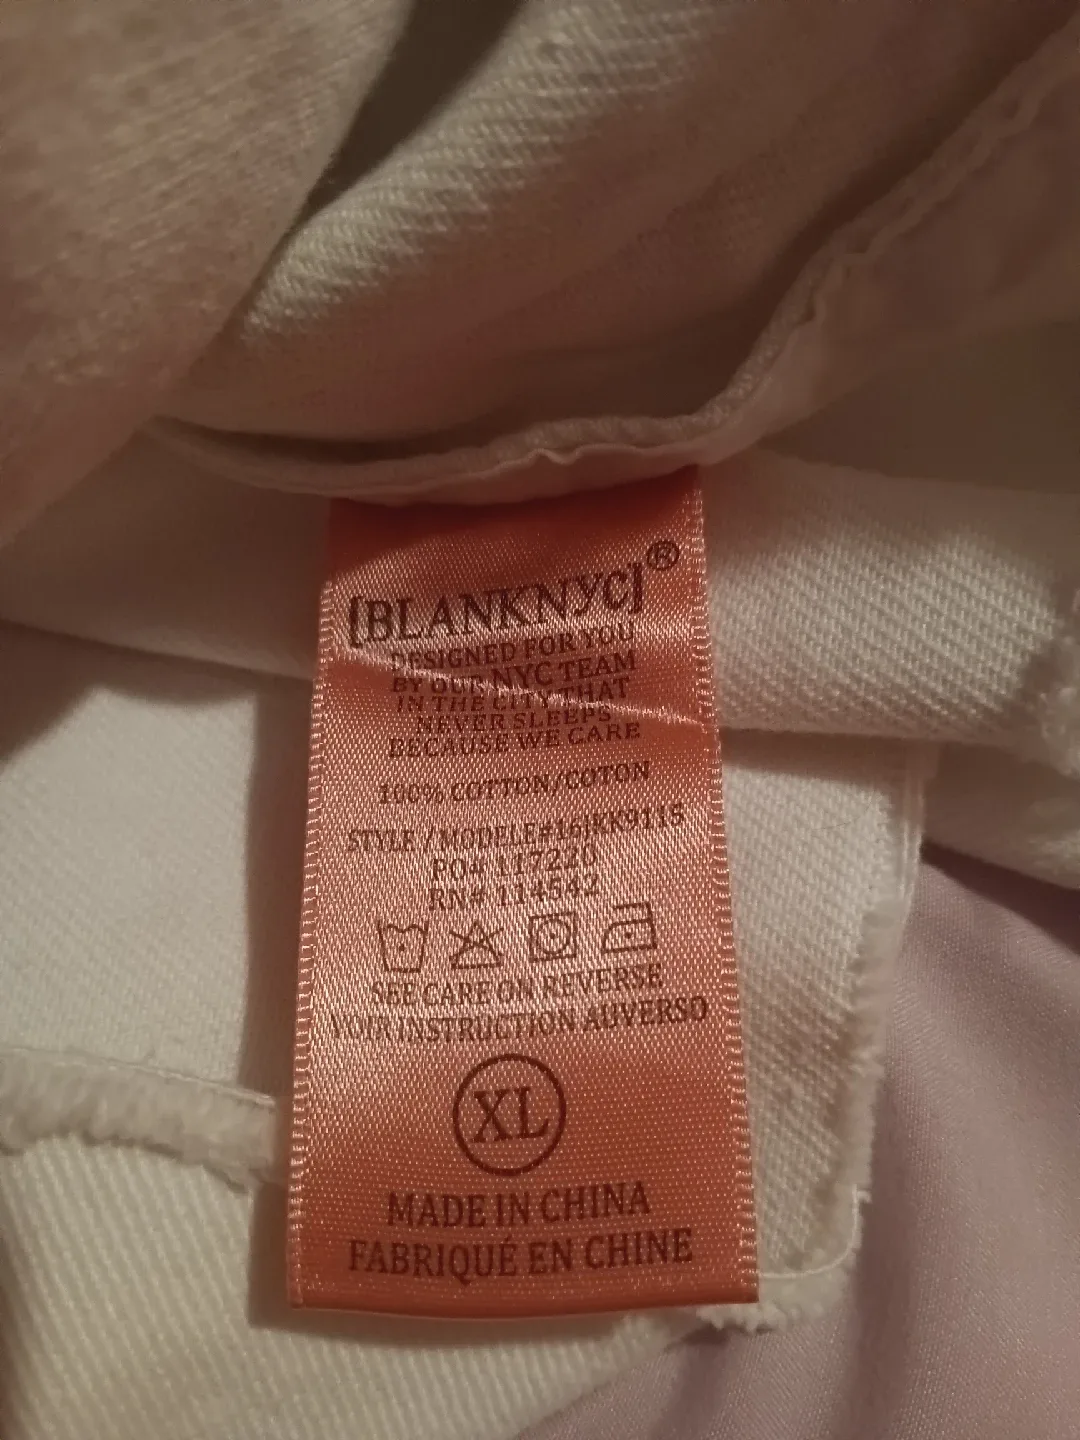 [BLANKNYC]®
DESIGNED FOR YOU
BY OUR NYC TEAM
IN THE CITY THAT
NEVER SLEEPS
BECAUSE WE CARE
100% COTTON/COTON
STYLE / MODELE#16JKK9115
PO# 117220
RN# 114542
SEE CARE ON REVERSE
VOIR INSTRUCTION AUVERSO
XL
MADE IN CHINA
FABRIQUÉ EN CHINE